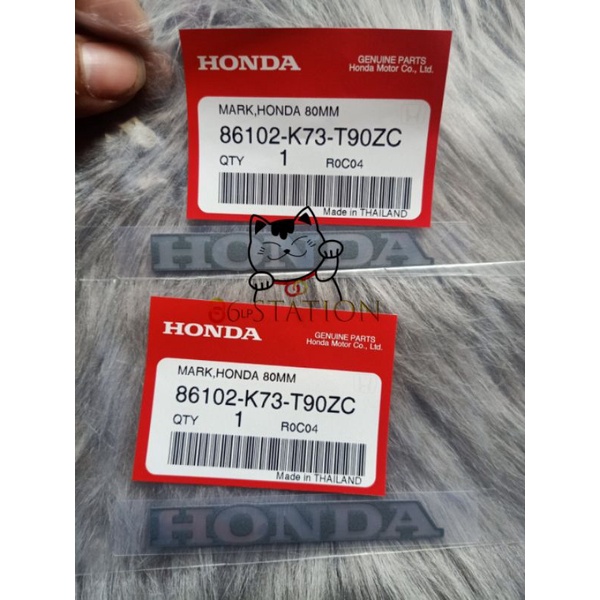 HONDA
GENUINE PARTS
Honda Motor Co., Ltd.
MARK,HONDA 80MM
86102-K73-T90ZC
QTY 1 R0C04
Made in THAILAND
HONDA
6LP STATION
HONDA
GENUINE PARTS
Honda Motor Co., Ltd.
MARK,HONDA 80MM
86102-K73-T90ZC
QTY 1 R0C04
Made in THAILAND
HONDA